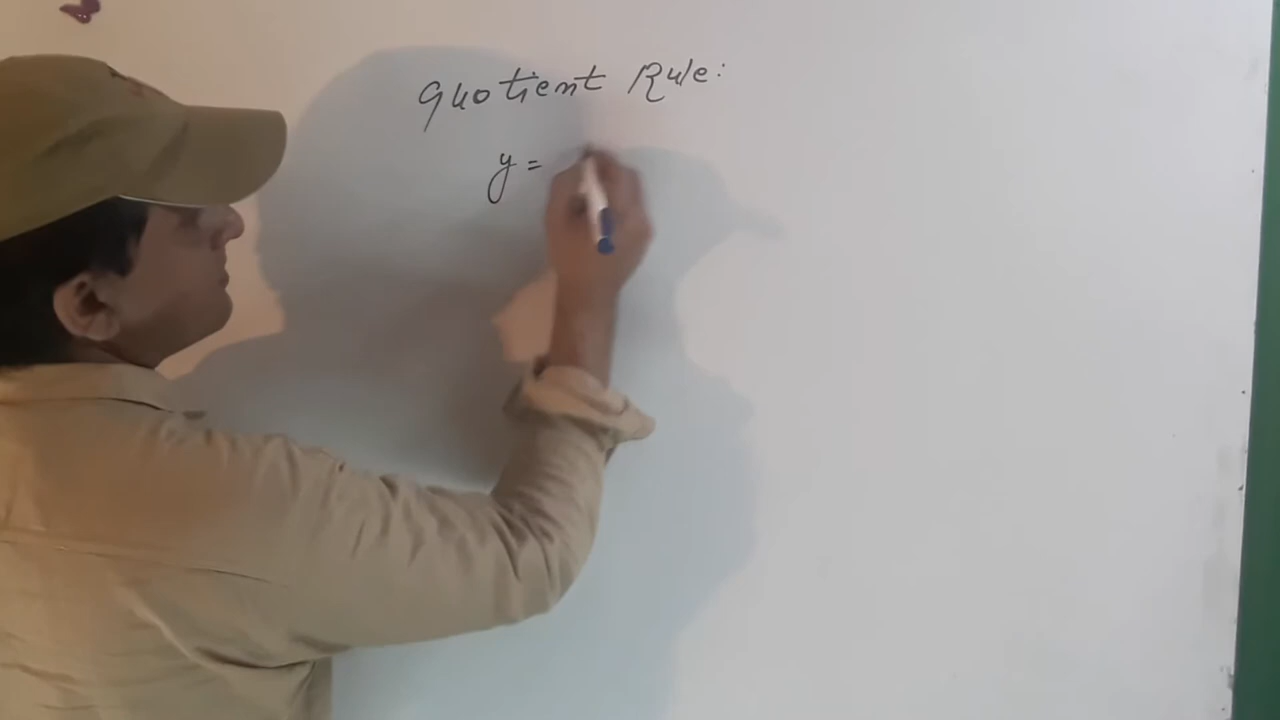 Quotient Rule:
y =